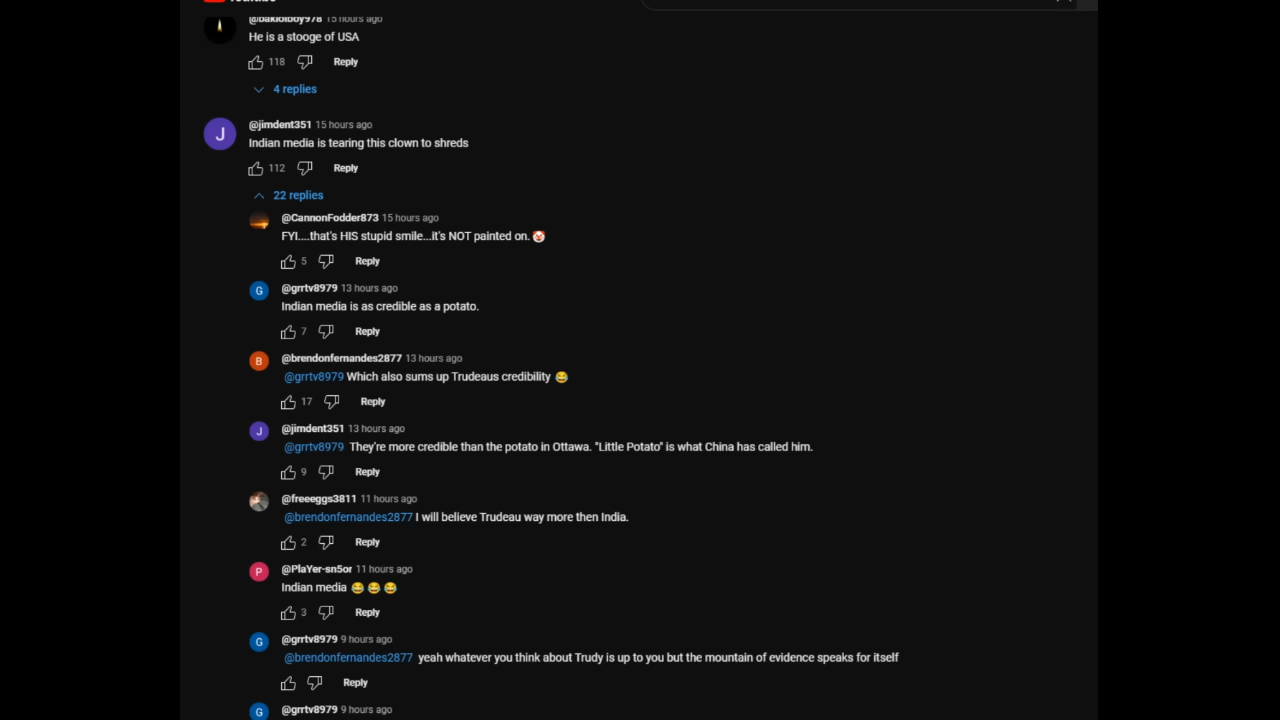 @bakloiboy978 15 hours ago
He is a stooge of USA
118 Reply
4 replies
J
@jimdent351 15 hours ago
Indian media is tearing this clown to shreds
112 Reply
22 replies
@CannonFodder873 15 hours ago
FYI....that's HIS stupid smile...it's NOT painted on. 🤡
5 Reply
G
@grrtv8979 13 hours ago
Indian media is as credible as a potato.
7 Reply
B
@brendonfernandes2877 13 hours ago
@grrtv8979 Which also sums up Trudeaus credibility 😂
17 Reply
J
@jimdent351 13 hours ago
@grrtv8979 They're more credible than the potato in Ottawa. "Little Potato" is what China has called him.
9 Reply
@freeeggs3811 11 hours ago
@brendonfernandes2877 I will believe Trudeau way more then India.
2 Reply
P
@PlaYer-sn5or 11 hours ago
Indian media 😂😂😂
3 Reply
G
@grrtv8979 9 hours ago
@brendonfernandes2877 yeah whatever you think about Trudy is up to you but the mountain of evidence speaks for itself
Reply
G
@grrtv8979 9 hours ago